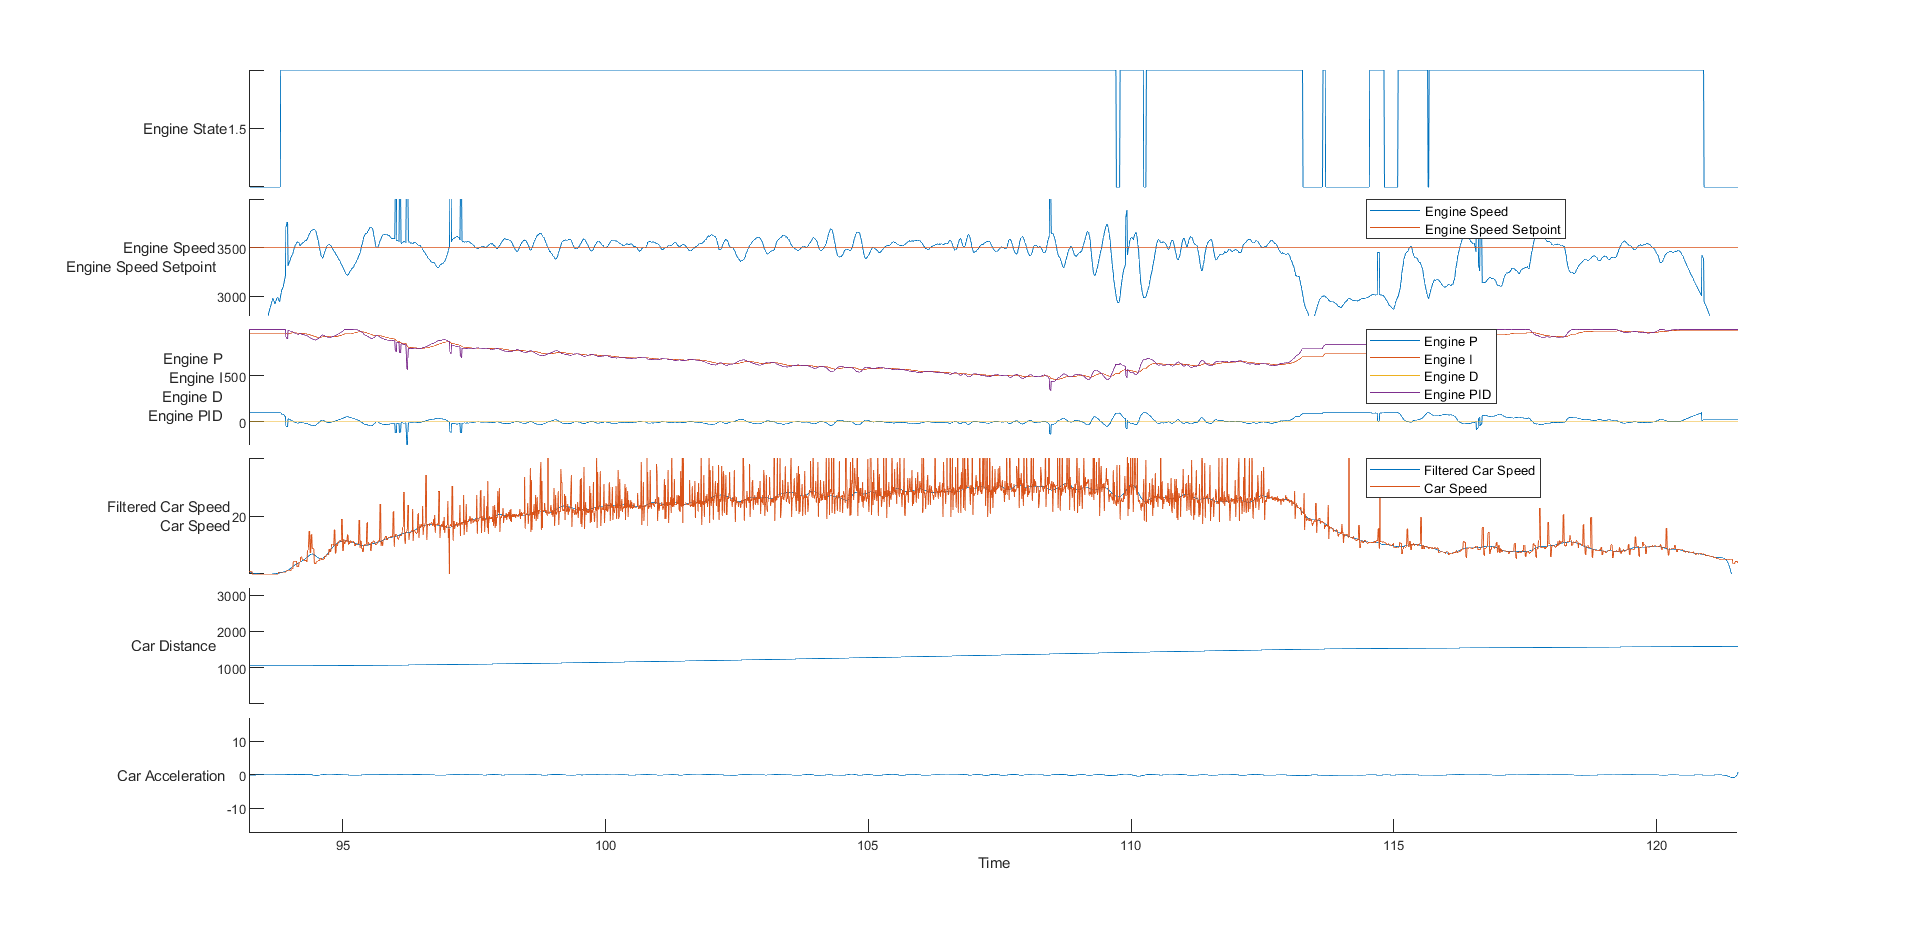 Engine State
1.5
Engine Speed
Engine Speed Setpoint
3500
3000
Engine Speed
Engine Speed Setpoint
Engine P
Engine I
Engine D
Engine PID
500
0
Engine P
Engine I
Engine D
Engine PID
Filtered Car Speed
Car Speed
20
Filtered Car Speed
Car Speed
Car Distance
3000
2000
1000
Car Acceleration
10
0
-10
95
100
105
110
115
120
Time